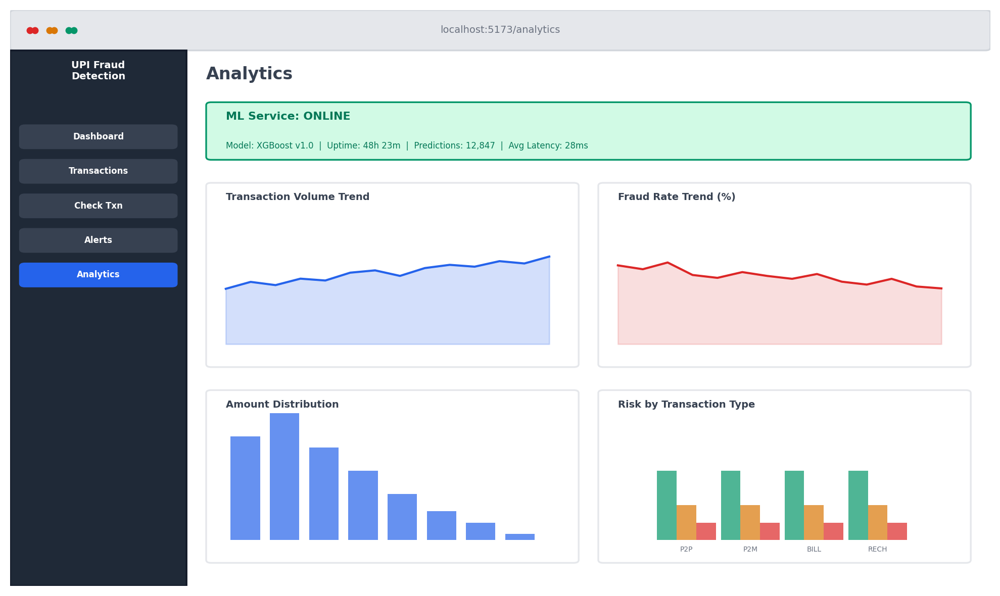 localhost:5173/analytics
UPI Fraud
Detection
Dashboard
Transactions
Check Txn
Alerts
Analytics
Analytics
ML Service: ONLINE
Model: XGBoost v1.0 | Uptime: 48h 23m | Predictions: 12,847 | Avg Latency: 28ms
Transaction Volume Trend
Fraud Rate Trend (%)
Amount Distribution
Risk by Transaction Type
P2P P2M BILL RECH